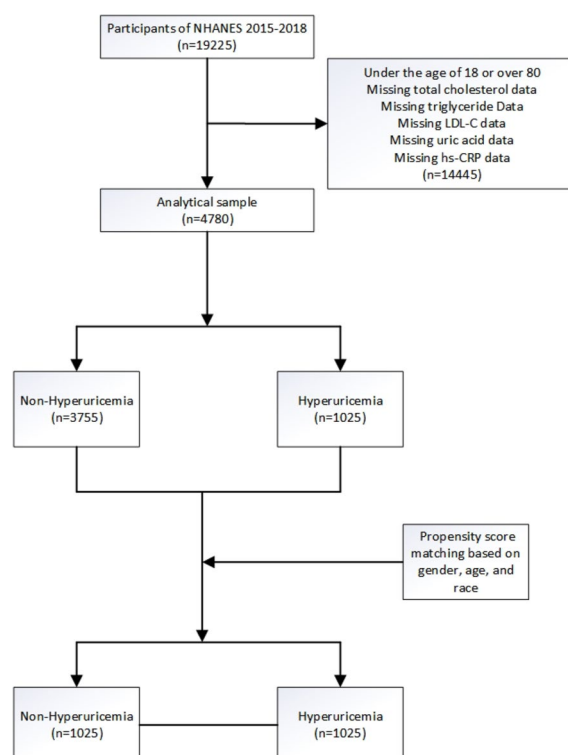 Participants of NHANES 2015-2018
(n=19225)
Under the age of 18 or over 80
Missing total cholesterol data
Missing triglyceride Data
Missing LDL-C data
Missing uric acid data
Missing hs-CRP data
(n=14445)
Analytical sample
(n=4780)
Non-Hyperuricemia
(n=3755)
Hyperuricemia
(n=1025)
Propensity score
matching based on
gender, age, and
race
Non-Hyperuricemia
(n=1025)
Hyperuricemia
(n=1025)